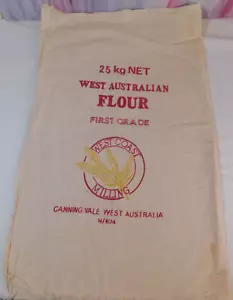 25 kg NET
WEST AUSTRALIAN
FLOUR
FIRST GRADE
WEST COAST
MILLING
CANNING VALE WEST AUSTRALIA